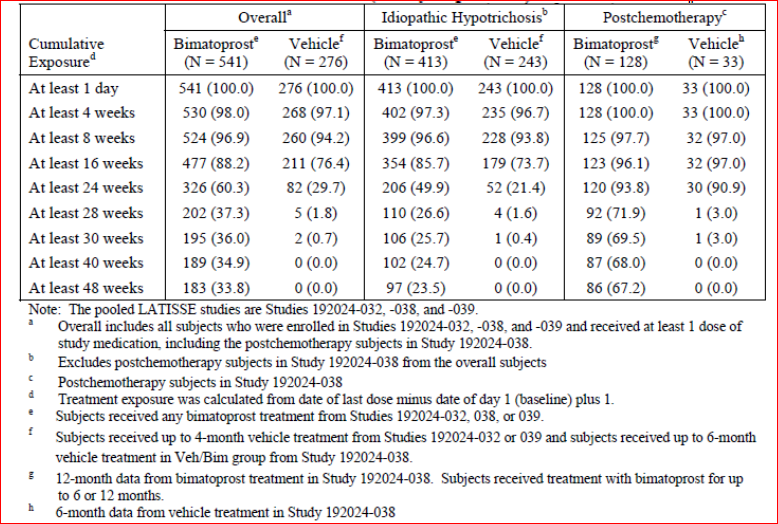 Overallᵃ Idiopathic Hypotrichosisᵇ Postchemotherapyᶜ
Cumulative Bimatoprostᵉ Vehicleᶠ Bimatoprostᵉ Vehicleᶠ Bimatoprostᵍ Vehicleʰ
Exposureᵈ (N = 541) (N = 276) (N = 413) (N = 243) (N = 128) (N = 33)
At least 1 day 541 (100.0) 276 (100.0) 413 (100.0) 243 (100.0) 128 (100.0) 33 (100.0)
At least 4 weeks 530 (98.0) 268 (97.1) 402 (97.3) 235 (96.7) 128 (100.0) 33 (100.0)
At least 8 weeks 524 (96.9) 260 (94.2) 399 (96.6) 228 (93.8) 125 (97.7) 32 (97.0)
At least 16 weeks 477 (88.2) 211 (76.4) 354 (85.7) 179 (73.7) 123 (96.1) 32 (97.0)
At least 24 weeks 326 (60.3) 82 (29.7) 206 (49.9) 52 (21.4) 120 (93.8) 30 (90.9)
At least 28 weeks 202 (37.3) 5 (1.8) 110 (26.6) 4 (1.6) 92 (71.9) 1 (3.0)
At least 30 weeks 195 (36.0) 2 (0.7) 106 (25.7) 1 (0.4) 89 (69.5) 1 (3.0)
At least 40 weeks 189 (34.9) 0 (0.0) 102 (24.7) 0 (0.0) 87 (68.0) 0 (0.0)
At least 48 weeks 183 (33.8) 0 (0.0) 97 (23.5) 0 (0.0) 86 (67.2) 0 (0.0)
Note: The pooled LATISSE studies are Studies 192024-032, -038, and -039.
ᵃ Overall includes all subjects who were enrolled in Studies 192024-032, -038, and -039 and received at least 1 dose of
study medication, including the postchemotherapy subjects in Study 192024-038.
ᵇ Excludes postchemotherapy subjects in Study 192024-038 from the overall subjects
ᶜ Postchemotherapy subjects in Study 192024-038
ᵈ Treatment exposure was calculated from date of last dose minus date of day 1 (baseline) plus 1.
ᵉ Subjects received any bimatoprost treatment from Studies 192024-032, 038, or 039.
ᶠ Subjects received up to 4-month vehicle treatment from Studies 192024-032 or 039 and subjects received up to 6-month
vehicle treatment in Veh/Bim group from Study 192024-038.
ᵍ 12-month data from bimatoprost treatment in Study 192024-038. Subjects received treatment with bimatoprost for up
to 6 or 12 months.
ʰ 6-month data from vehicle treatment in Study 192024-038